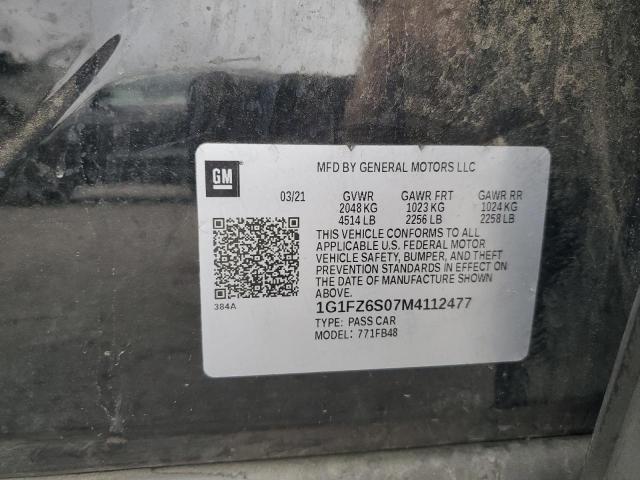 GM
MFD BY GENERAL MOTORS LLC
03/21 GVWR GAWR FRT GAWR RR
2048 KG 1023 KG 1024 KG
4514 LB 2256 LB 2258 LB
THIS VEHICLE CONFORMS TO ALL
APPLICABLE U.S. FEDERAL MOTOR
VEHICLE SAFETY, BUMPER, AND THEFT
PREVENTION STANDARDS IN EFFECT ON
THE DATE OF MANUFACTURE SHOWN ABOVE.
384A
1G1FZ6S07M4112477
TYPE: PASS CAR
MODEL: 771FB48